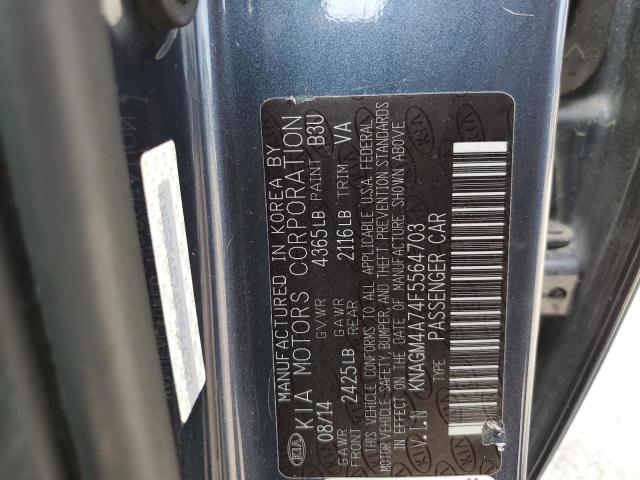 MANUFACTURED IN KOREA BY
KIA KIA MOTORS CORPORATION
08/14 GVWR 4365LB PAINT B3U
GAWR FRONT 2425LB GAWR REAR 2116LB TRIM VA
THIS VEHICLE CONFORMS TO ALL APPLICABLE U.S.A. FEDERAL
MOTOR VEHICLE SAFETY, BUMPER, AND THEFT PREVENTION STANDARDS
IN EFFECT ON THE DATE OF MANUFACTURE SHOWN ABOVE.
V.I.N KNAGM4A74F5564703
TYPE: PASSENGER CAR